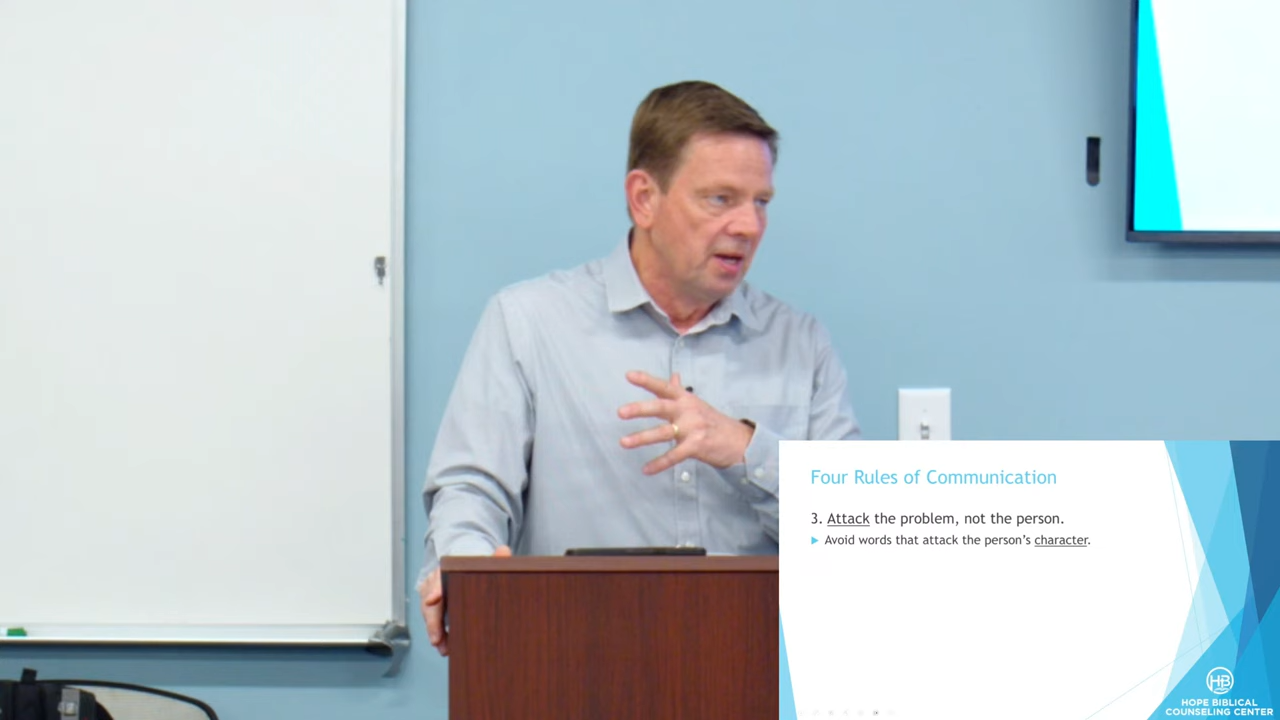 Four Rules of Communication
3. Attack the problem, not the person.
Avoid words that attack the person's character.
HB
HOPE BIBLICAL
COUNSELING CENTER